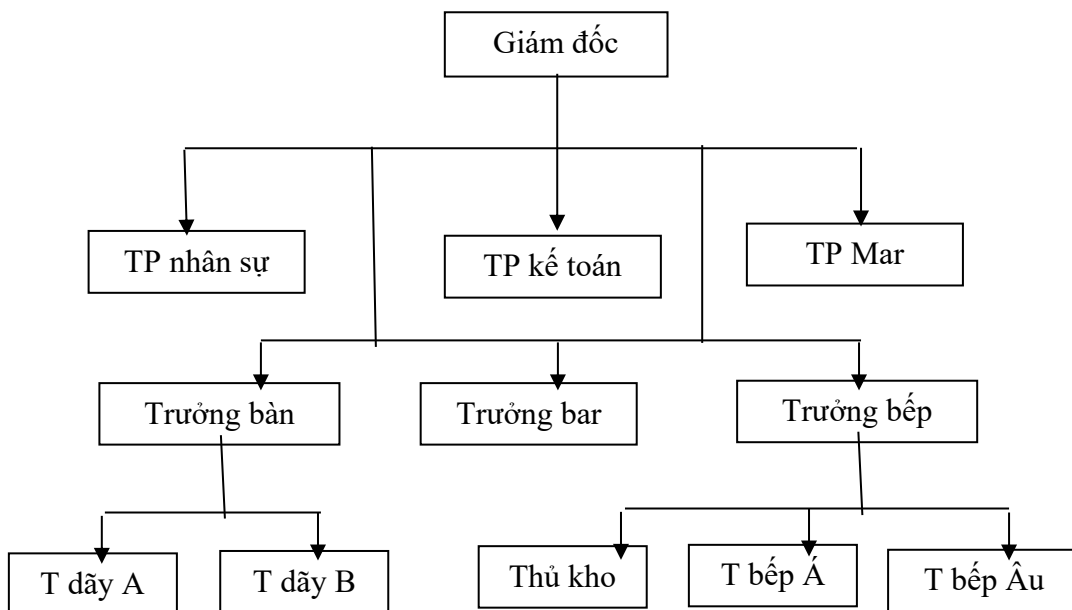 Giám đốc
TP nhân sự
TP kế toán
TP Mar
Trưởng bàn
Trưởng bar
Trưởng bếp
T dãy A
T dãy B
Thủ kho
T bếp Á
T bếp Âu